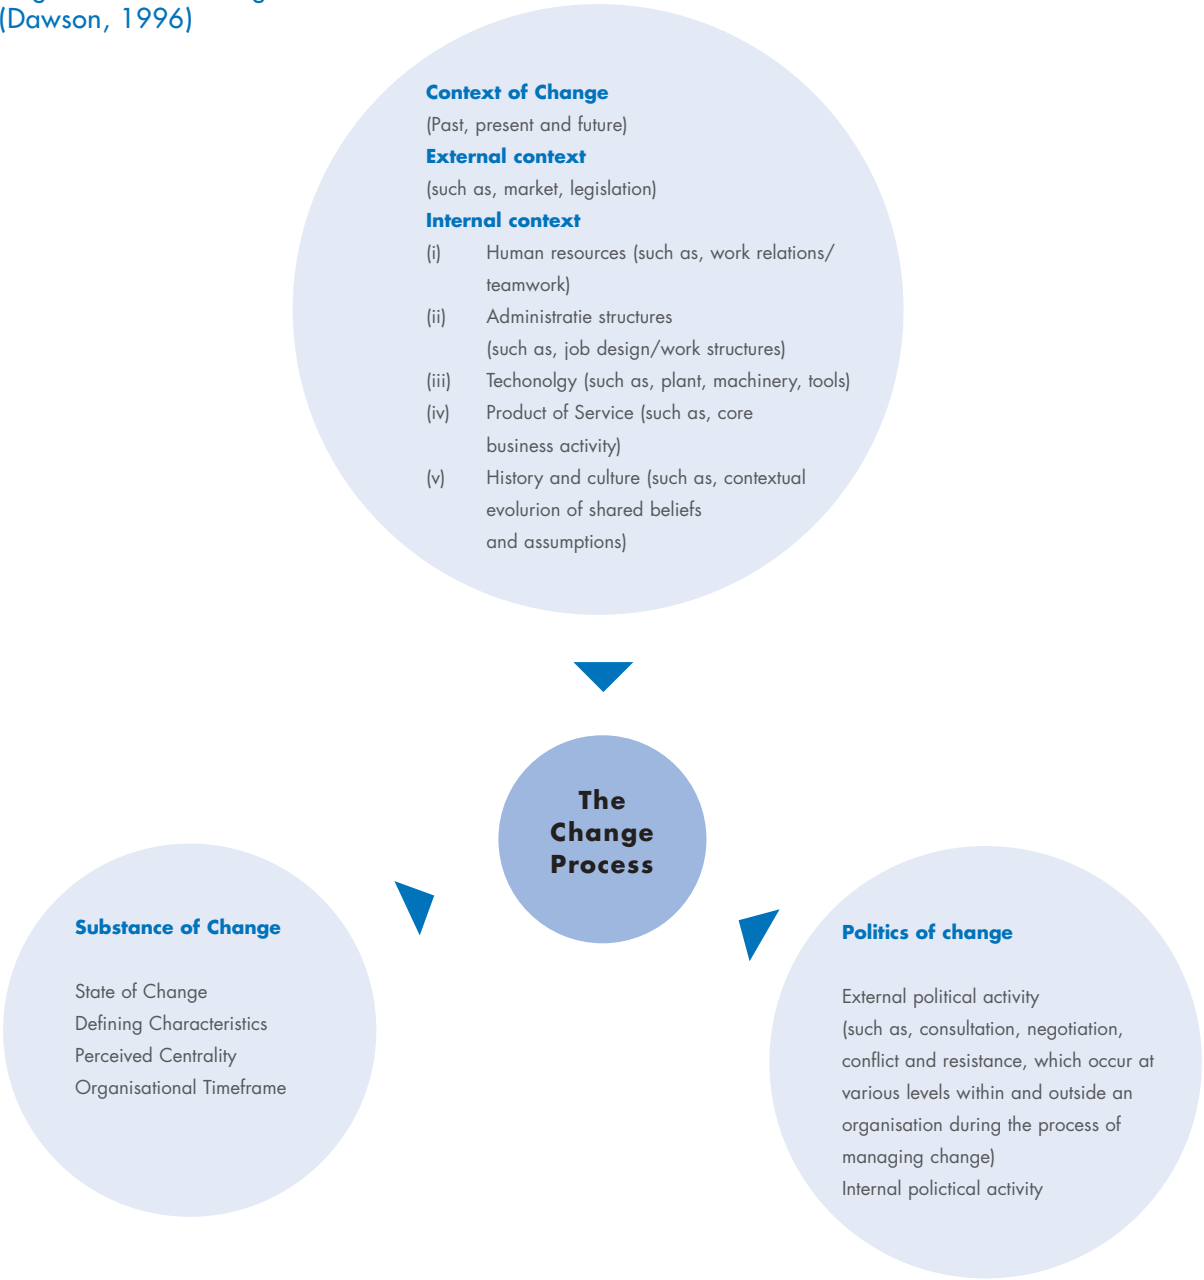 (Dawson, 1996)
Context of Change
(Past, present and future)
External context
(such as, market, legislation)
Internal context
(i) Human resources (such as, work relations/
teamwork)
(ii) Administratie structures
(such as, job design/work structures)
(iii) Techonolgy (such as, plant, machinery, tools)
(iv) Product of Service (such as, core
business activity)
(v) History and culture (such as, contextual
evolurion of shared beliefs
and assumptions)
The
Change
Process
Substance of Change
State of Change
Defining Characteristics
Perceived Centrality
Organisational Timeframe
Politics of change
External political activity
(such as, consultation, negotiation,
conflict and resistance, which occur at
various levels within and outside an
organisation during the process of
managing change)
Internal polictical activity